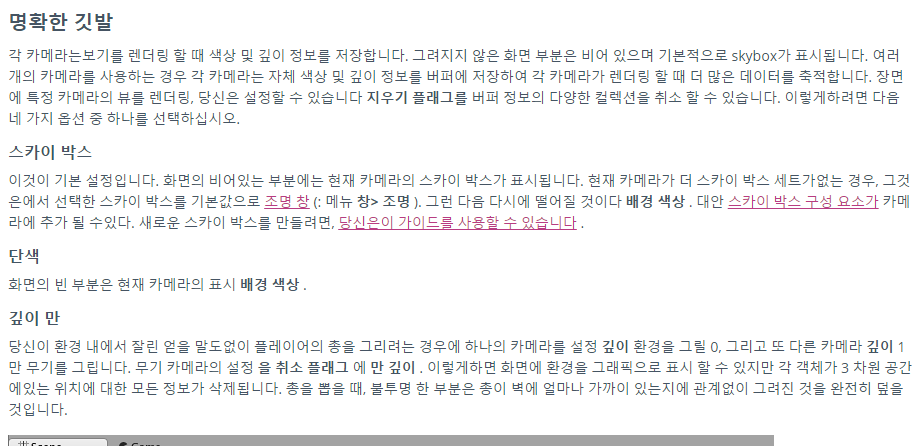 명확한 깃발
각 카메라는보기를 렌더링 할 때 색상 및 깊이 정보를 저장합니다. 그려지지 않은 화면 부분은 비어 있으며 기본적으로 skybox가 표시됩니다. 여러
개의 카메라를 사용하는 경우 각 카메라는 자체 색상 및 깊이 정보를 버퍼에 저장하여 각 카메라가 렌더링 할 때 더 많은 데이터를 축적합니다. 장면
에 특정 카메라의 뷰를 렌더링, 당신은 설정할 수 있습니다 지우기 플래그를 버퍼 정보의 다양한 컬렉션을 취소 할 수 있습니다. 이렇게하려면 다음
네 가지 옵션 중 하나를 선택하십시오.
스카이 박스
이것이 기본 설정입니다. 화면의 비어있는 부분에는 현재 카메라의 스카이 박스가 표시됩니다. 현재 카메라가 더 스카이 박스 세트가없는 경우, 그것
은에서 선택한 스카이 박스를 기본값으로 조명 창 (: 메뉴 창> 조명 ). 그런 다음 다시에 떨어질 것이다 배경 색상 . 대안 스카이 박스 구성 요소가 카메
라에 추가 될 수있다. 새로운 스카이 박스를 만들려면, 당신은이 가이드를 사용할 수 있습니다 .
단색
화면의 빈 부분은 현재 카메라의 표시 배경 색상 .
깊이 만
당신이 환경 내에서 잘린 얻을 말도없이 플레이어의 총을 그리려는 경우에 하나의 카메라를 설정 깊이 환경을 그릴 0, 그리고 또 다른 카메라 깊이 1
만 무기를 그립니다. 무기 카메라의 설정 을 취소 플래그 에 만 깊이 . 이렇게하면 화면에 환경을 그래픽으로 표시 할 수 있지만 각 객체가 3 차원 공간
에있는 위치에 대한 모든 정보가 삭제됩니다. 총을 뽑을 때, 불투명 한 부분은 총이 벽에 얼마나 가까이 있는지에 관계없이 그려진 것을 완전히 덮을
것입니다.